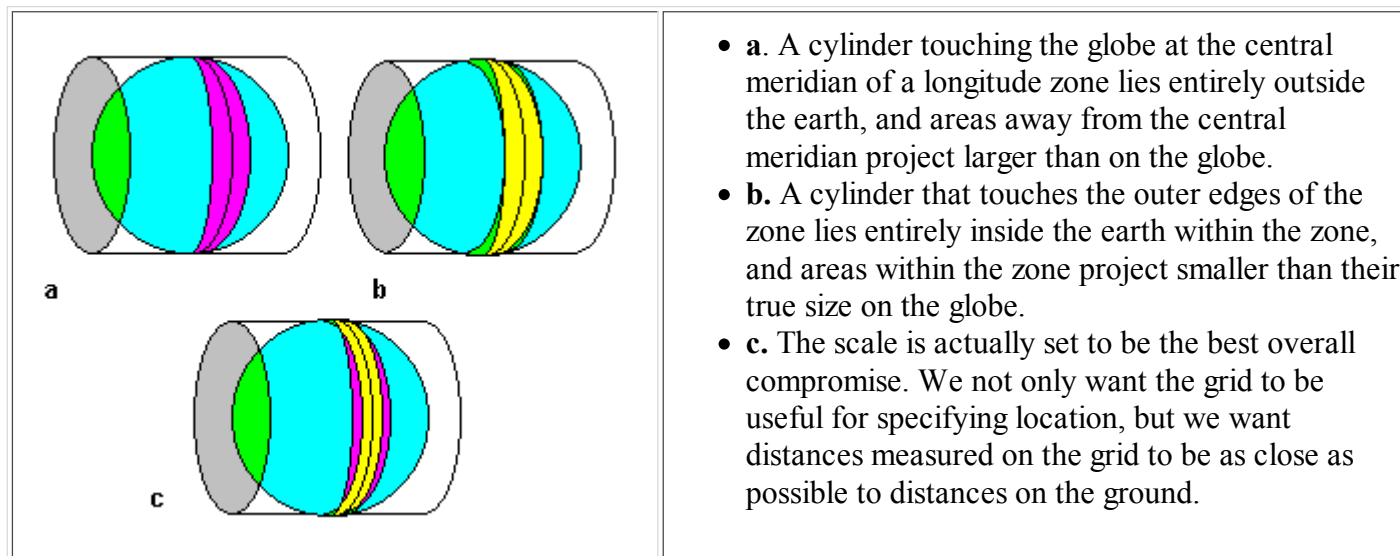 a
b
c
• a. A cylinder touching the globe at the central
meridian of a longitude zone lies entirely outside
the earth, and areas away from the central
meridian project larger than on the globe.
• b. A cylinder that touches the outer edges of the
zone lies entirely inside the earth within the zone,
and areas within the zone project smaller than their
true size on the globe.
• c. The scale is actually set to be the best overall
compromise. We not only want the grid to be
useful for specifying location, but we want
distances measured on the grid to be as close as
possible to distances on the ground.